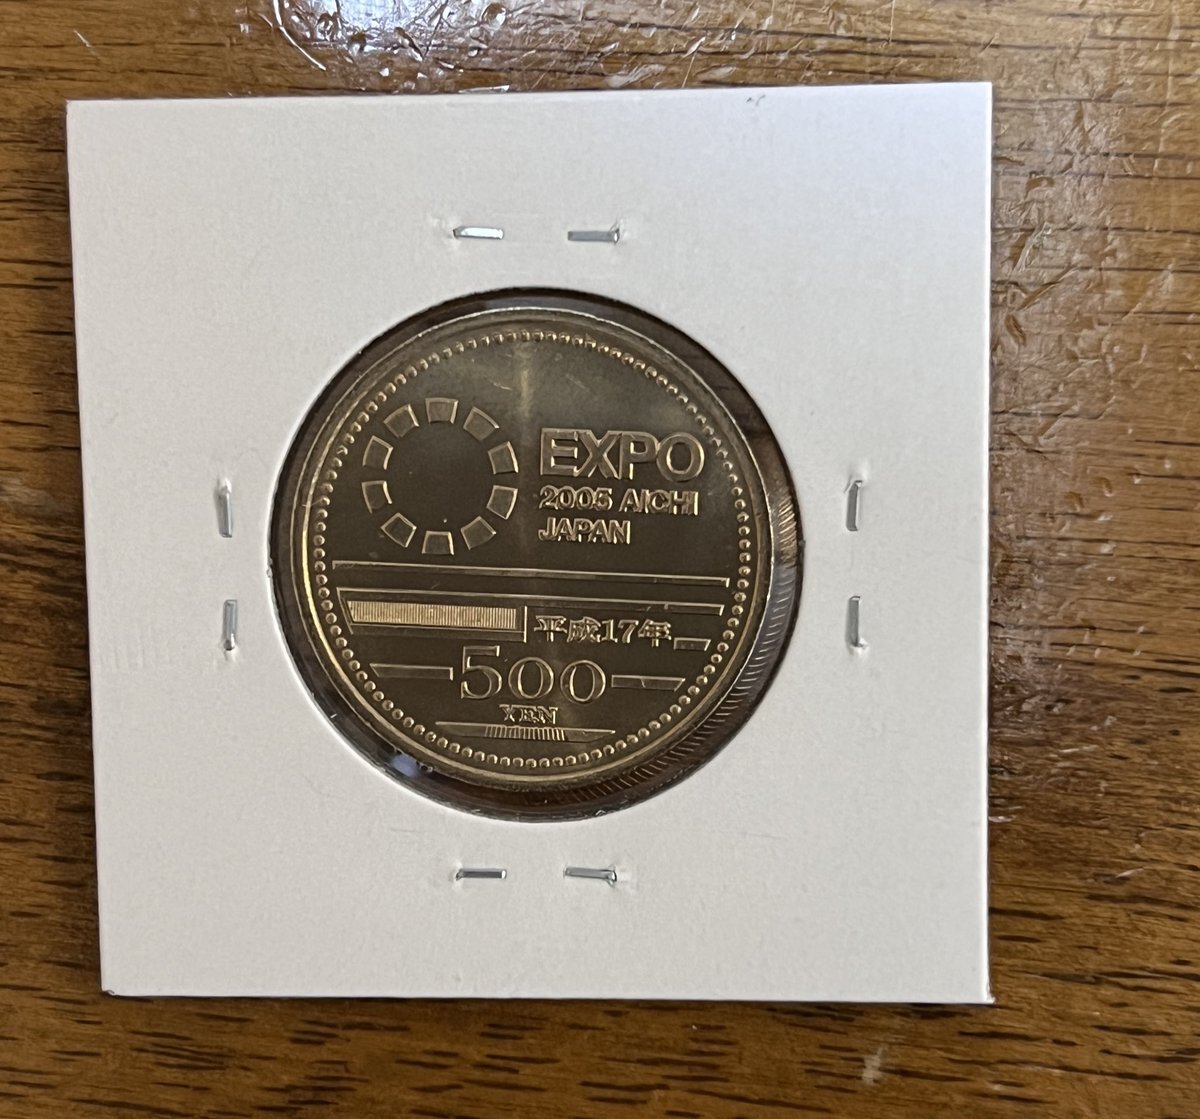 EXPO
2005 AICHI
JAPAN
平成17年
500
YEN